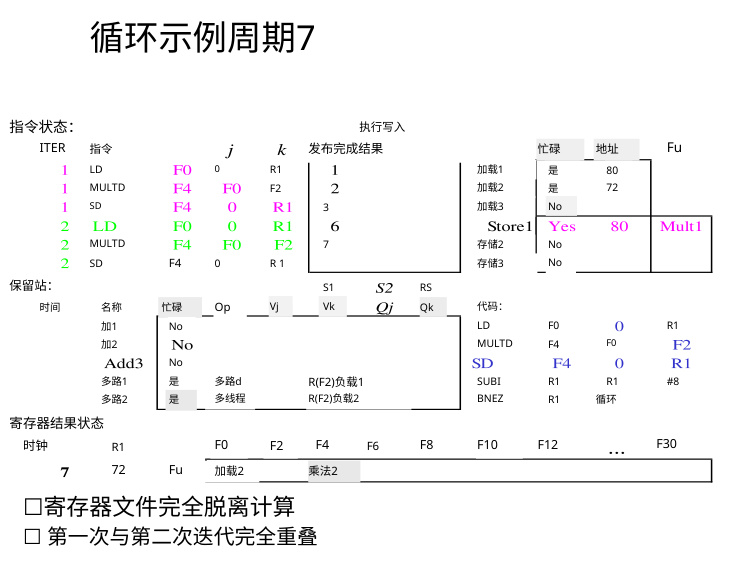 循环示例周期7
指令状态: 执行写入
ITER 指令 j k 发布完成结果 忙碌 地址 Fu
1 LD F0 0 R1 1 加载1 是 80
1 MULTD F4 F0 F2 2 加载2 是 72
1 SD F4 0 R1 3 加载3 No
2 LD F0 0 R1 6 Store1 Yes 80 Mult1
2 MULTD F4 F0 F2 7 存储2 No
2 SD F4 0 R 1 存储3 No
保留站: S1 S2 RS
时间 名称 忙碌 Op Vj Vk Qj Qk 代码:
加1 No LD F0 0 R1
加2 No MULTD F4 F0 F2
Add3 No SD F4 0 R1
多路1 是 多路d R(F2)负载1 SUBI R1 R1 #8
多路2 是 多线程 R(F2)负载2 BNEZ R1 循环
寄存器结果状态
时钟 R1 F0 F2 F4 F6 F8 F10 F12 ... F30
7 72 Fu 加载2 乘法2
☐寄存器文件完全脱离计算
☐ 第一次与第二次迭代完全重叠